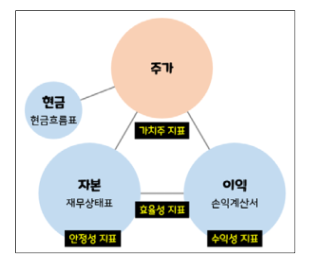 주가
현금
현금흐름표
가치주 지표
자본
재무상태표
이익
손익계산서
효율성 지표
안정성 지표
수익성 지표